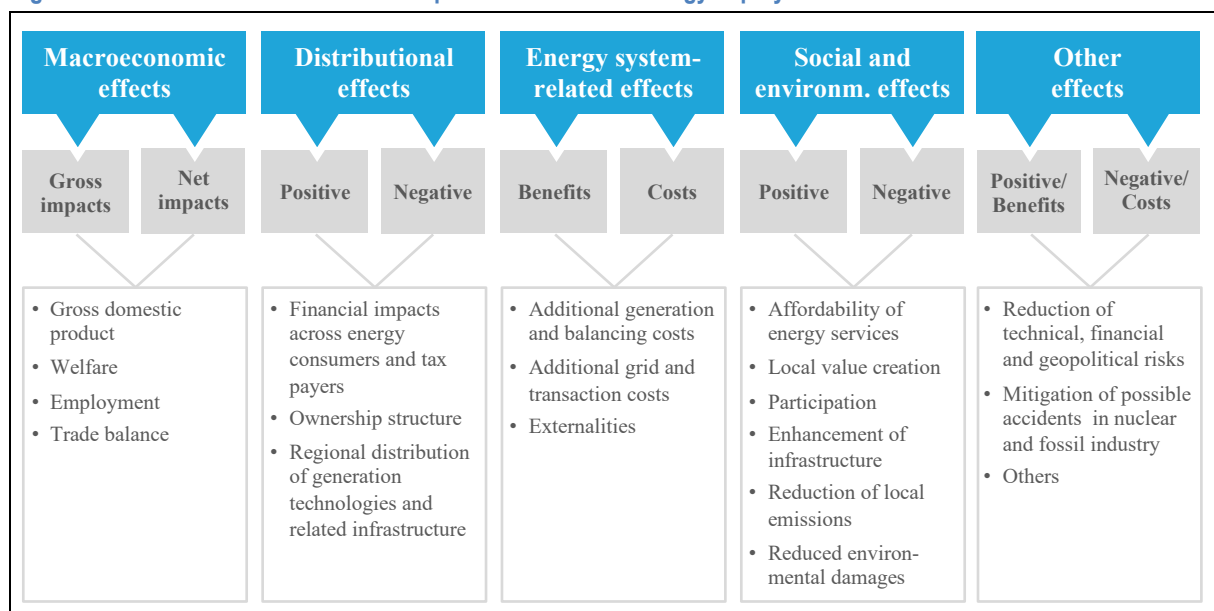 Macroeconomic
effects
Distributional
effects
Energy system-
related effects
Social and
environm. effects
Other
effects
Gross
impacts
Net
impacts
Positive
Negative
Benefits
Costs
Positive
Negative
Positive/
Benefits
Negative/
Costs
• Gross domestic
product
• Welfare
• Employment
• Trade balance
• Financial impacts
across energy
consumers and tax
payers
• Ownership structure
• Regional distribution
of generation
technologies and
related infrastructure
• Additional generation
and balancing costs
• Additional grid and
transaction costs
• Externalities
• Affordability of
energy services
• Local value creation
• Participation
• Enhancement of
infrastructure
• Reduction of local
emissions
• Reduced environ-
mental damages
• Reduction of
technical, financial
and geopolitical risks
• Mitigation of possible
accidents in nuclear
and fossil industry
• Others